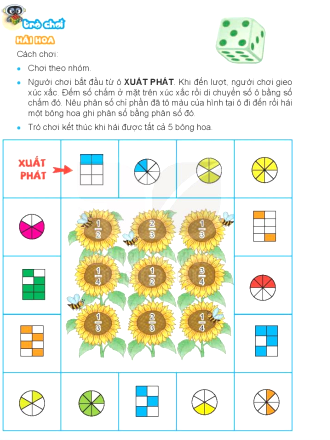 trò chơi
HÁI HOA
Cách chơi:
• Chơi theo nhóm.
• Người chơi bắt đầu từ ô XUẤT PHÁT. Khi đến lượt, người chơi gieo
xúc xắc. Đếm số chấm ở mặt trên xúc xắc rồi di chuyển số ô bằng số
chấm đó. Nêu phân số chỉ phần đã tô màu của hình tại ô đi đến rồi hái
một bông hoa ghi phân số bằng phân số đó.
• Trò chơi kết thúc khi hái được tất cả 5 bông hoa.
XUẤT
PHÁT